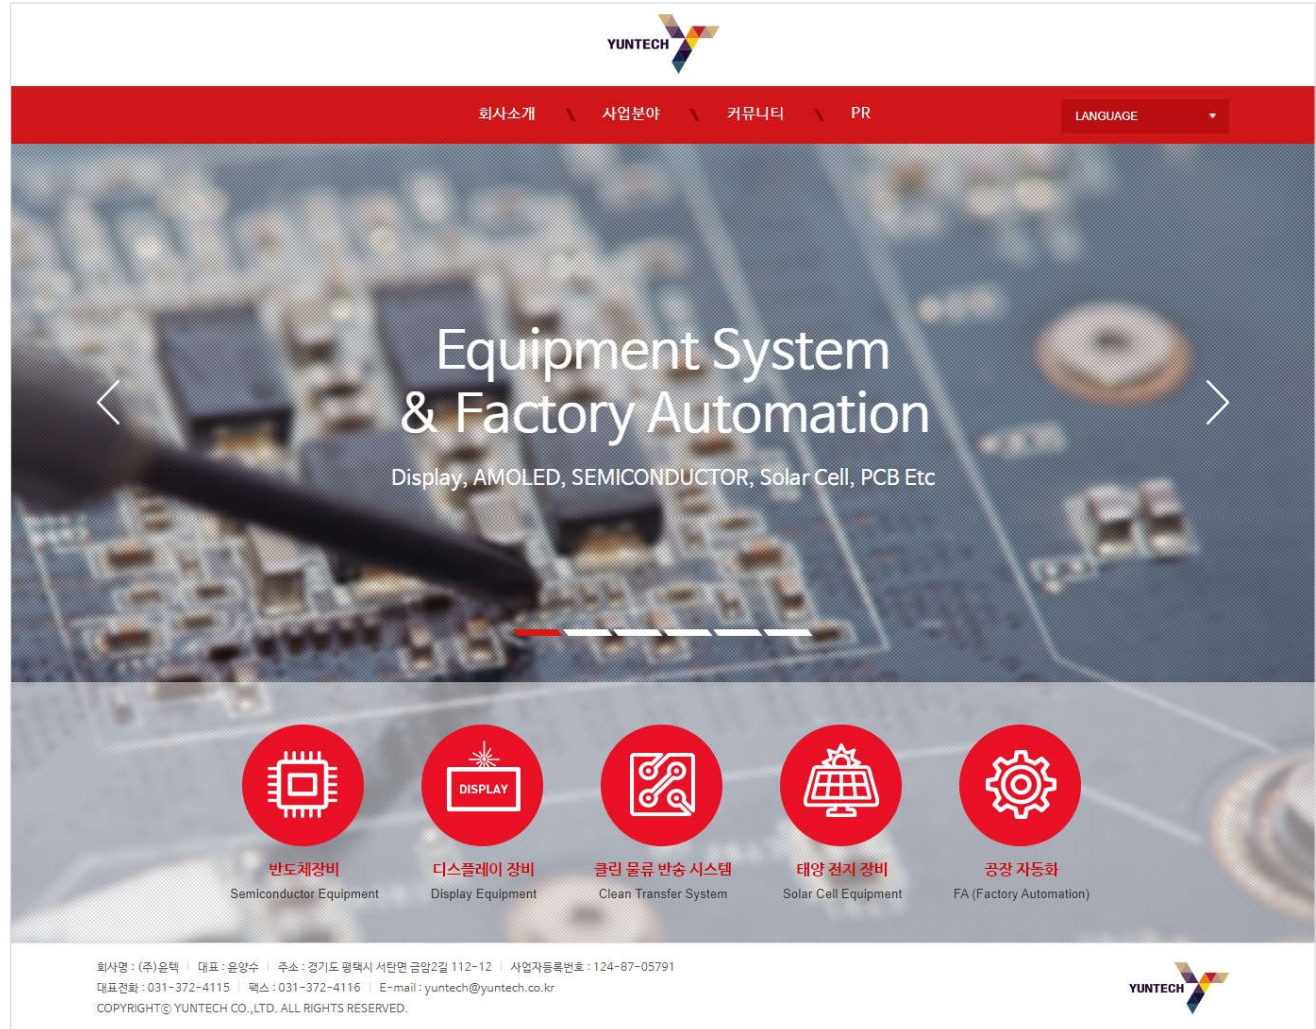 YUNTECH
회사소개 \ 사업분야 \ 커뮤니티 \ PR
LANGUAGE
Equipment System
& Factory Automation
Display, AMOLED, SEMICONDUCTOR, Solar Cell, PCB Etc
DISPLAY
반도체장비 디스플레이 장비 클린 물류 반송 시스템 태양 전지 장비 공장 자동화
Semiconductor Equipment Display Equipment Clean Transfer System Solar Cell Equipment FA (Factory Automation)
회사명 : (주)윤텍 | 대표 : 윤양수 | 주소 : 경기도 평택시 서탄면 금암2길 112-12 | 사업자등록번호 : 124-87-05791
대표전화 : 031-372-4115 | 팩스 : 031-372-4116 | E-mail : yuntech@yuntech.co.kr
COPYRIGHTⓒ YUNTECH CO.,LTD. ALL RIGHTS RESERVED.
YUNTECH